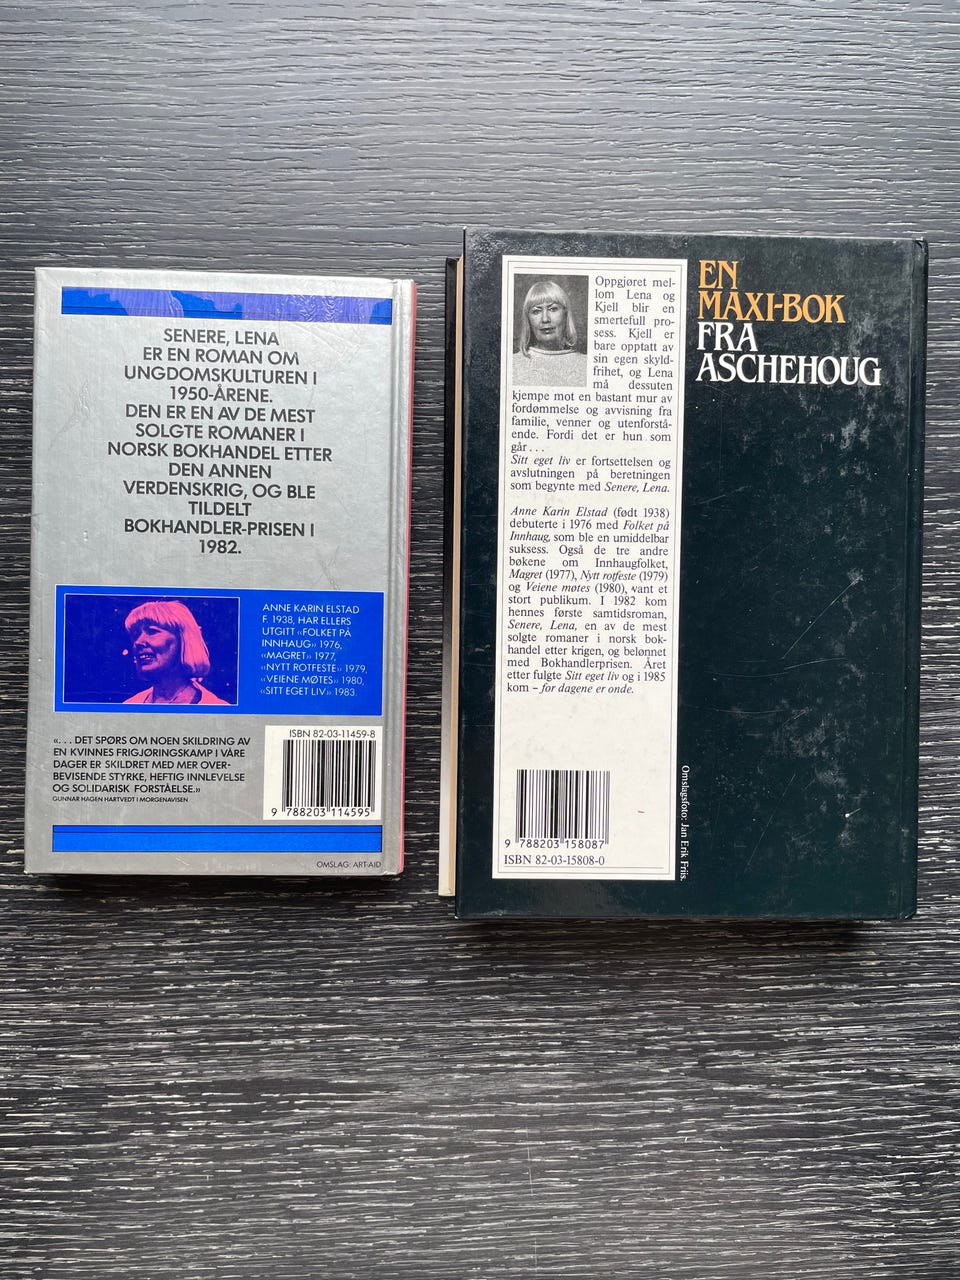 SENERE, LENA
ER EN ROMAN OM
UNGDOMSKULTUREN I
1950-ÅRENE.
DEN ER EN AV DE MEST
SOLGTE ROMANER I
NORSK BOKHANDEL ETTER
DEN ANNEN
VERDENSKRIG, OG BLE
TILDELT
BOKHANDLER-PRISEN I
1982.
ANNE KARIN ELSTAD
F. 1938, HAR ELLERS
UTGITT «FOLKET PÅ
INNHAUG» 1976,
«MAGRET» 1977,
«NYTT ROTFESTE» 1979,
«VEIENE MØTES» 1980,
«SITT EGET LIV» 1983.
«. . . DET SPØRS OM NOEN SKILDRING AV
EN KVINNES FRIGJØRINGSKAMP I VÅRE
DAGER ER SKILDRET MED MER OVER-
BEVISENDE STYRKE, HEFTIG INNLEVELSE
OG SOLIDARISK FORSTÅELSE.»
GUNNAR HAGEN HARTVEDT I MORGENAVISEN
ISBN 82-03-11459-8
9 788203 114595
OMSLAG: ART-AID
Oppgjøret mel-
lom Lena og
Kjell blir en
smertefull pro-
sess. Kjell er
bare opptatt av
sin egen skyld-
frihet, og Lena
må dessuten
kjempe mot en bastant mur av
fordømmelse og avvisning fra
familie, venner og utenforstå-
ende. Fordi det er hun som
går . . .
Sitt eget liv er fortsettelsen og
avslutningen på beretningen
som begynte med Senere, Lena.
Anne Karin Elstad (født 1938)
debuterte i 1976 med Folket på
Innhaug, som ble en umiddelbar
suksess. Også de tre andre
bøkene om Innhaugfolket,
Magret (1977), Nytt rotfeste (1979)
og Veiene møtes (1980), vant et
stort publikum. I 1982 kom
hennes første samtidsroman,
Senere, Lena, en av de mest
solgte romaner i norsk bok-
handel etter krigen, og belønnet
med Bokhandlerprisen. Året
etter fulgte Sitt eget liv og i 1985
kom – for dagene er onde.
9 788203 158087
ISBN 82-03-15808-0
Omslagsfoto: Jan Erik Friis.
EN
MAXI-BOK
FRA
ASCHEHOUG